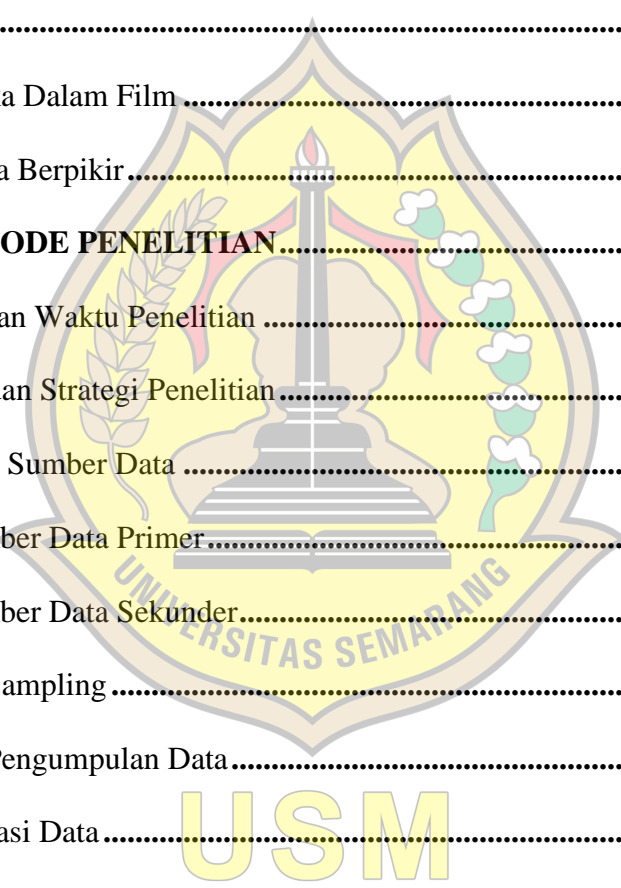 .................................................................
a Dalam Film .................................................................
a Berpikir .................................................................
ODE PENELITIAN .................................................................
an Waktu Penelitian .................................................................
an Strategi Penelitian .................................................................
Sumber Data .................................................................
ber Data Primer .................................................................
ber Data Sekunder .................................................................
UNIVERSITAS SEMARANG
ampling .................................................................
Pengumpulan Data .................................................................
asi Data .................................................................
USM